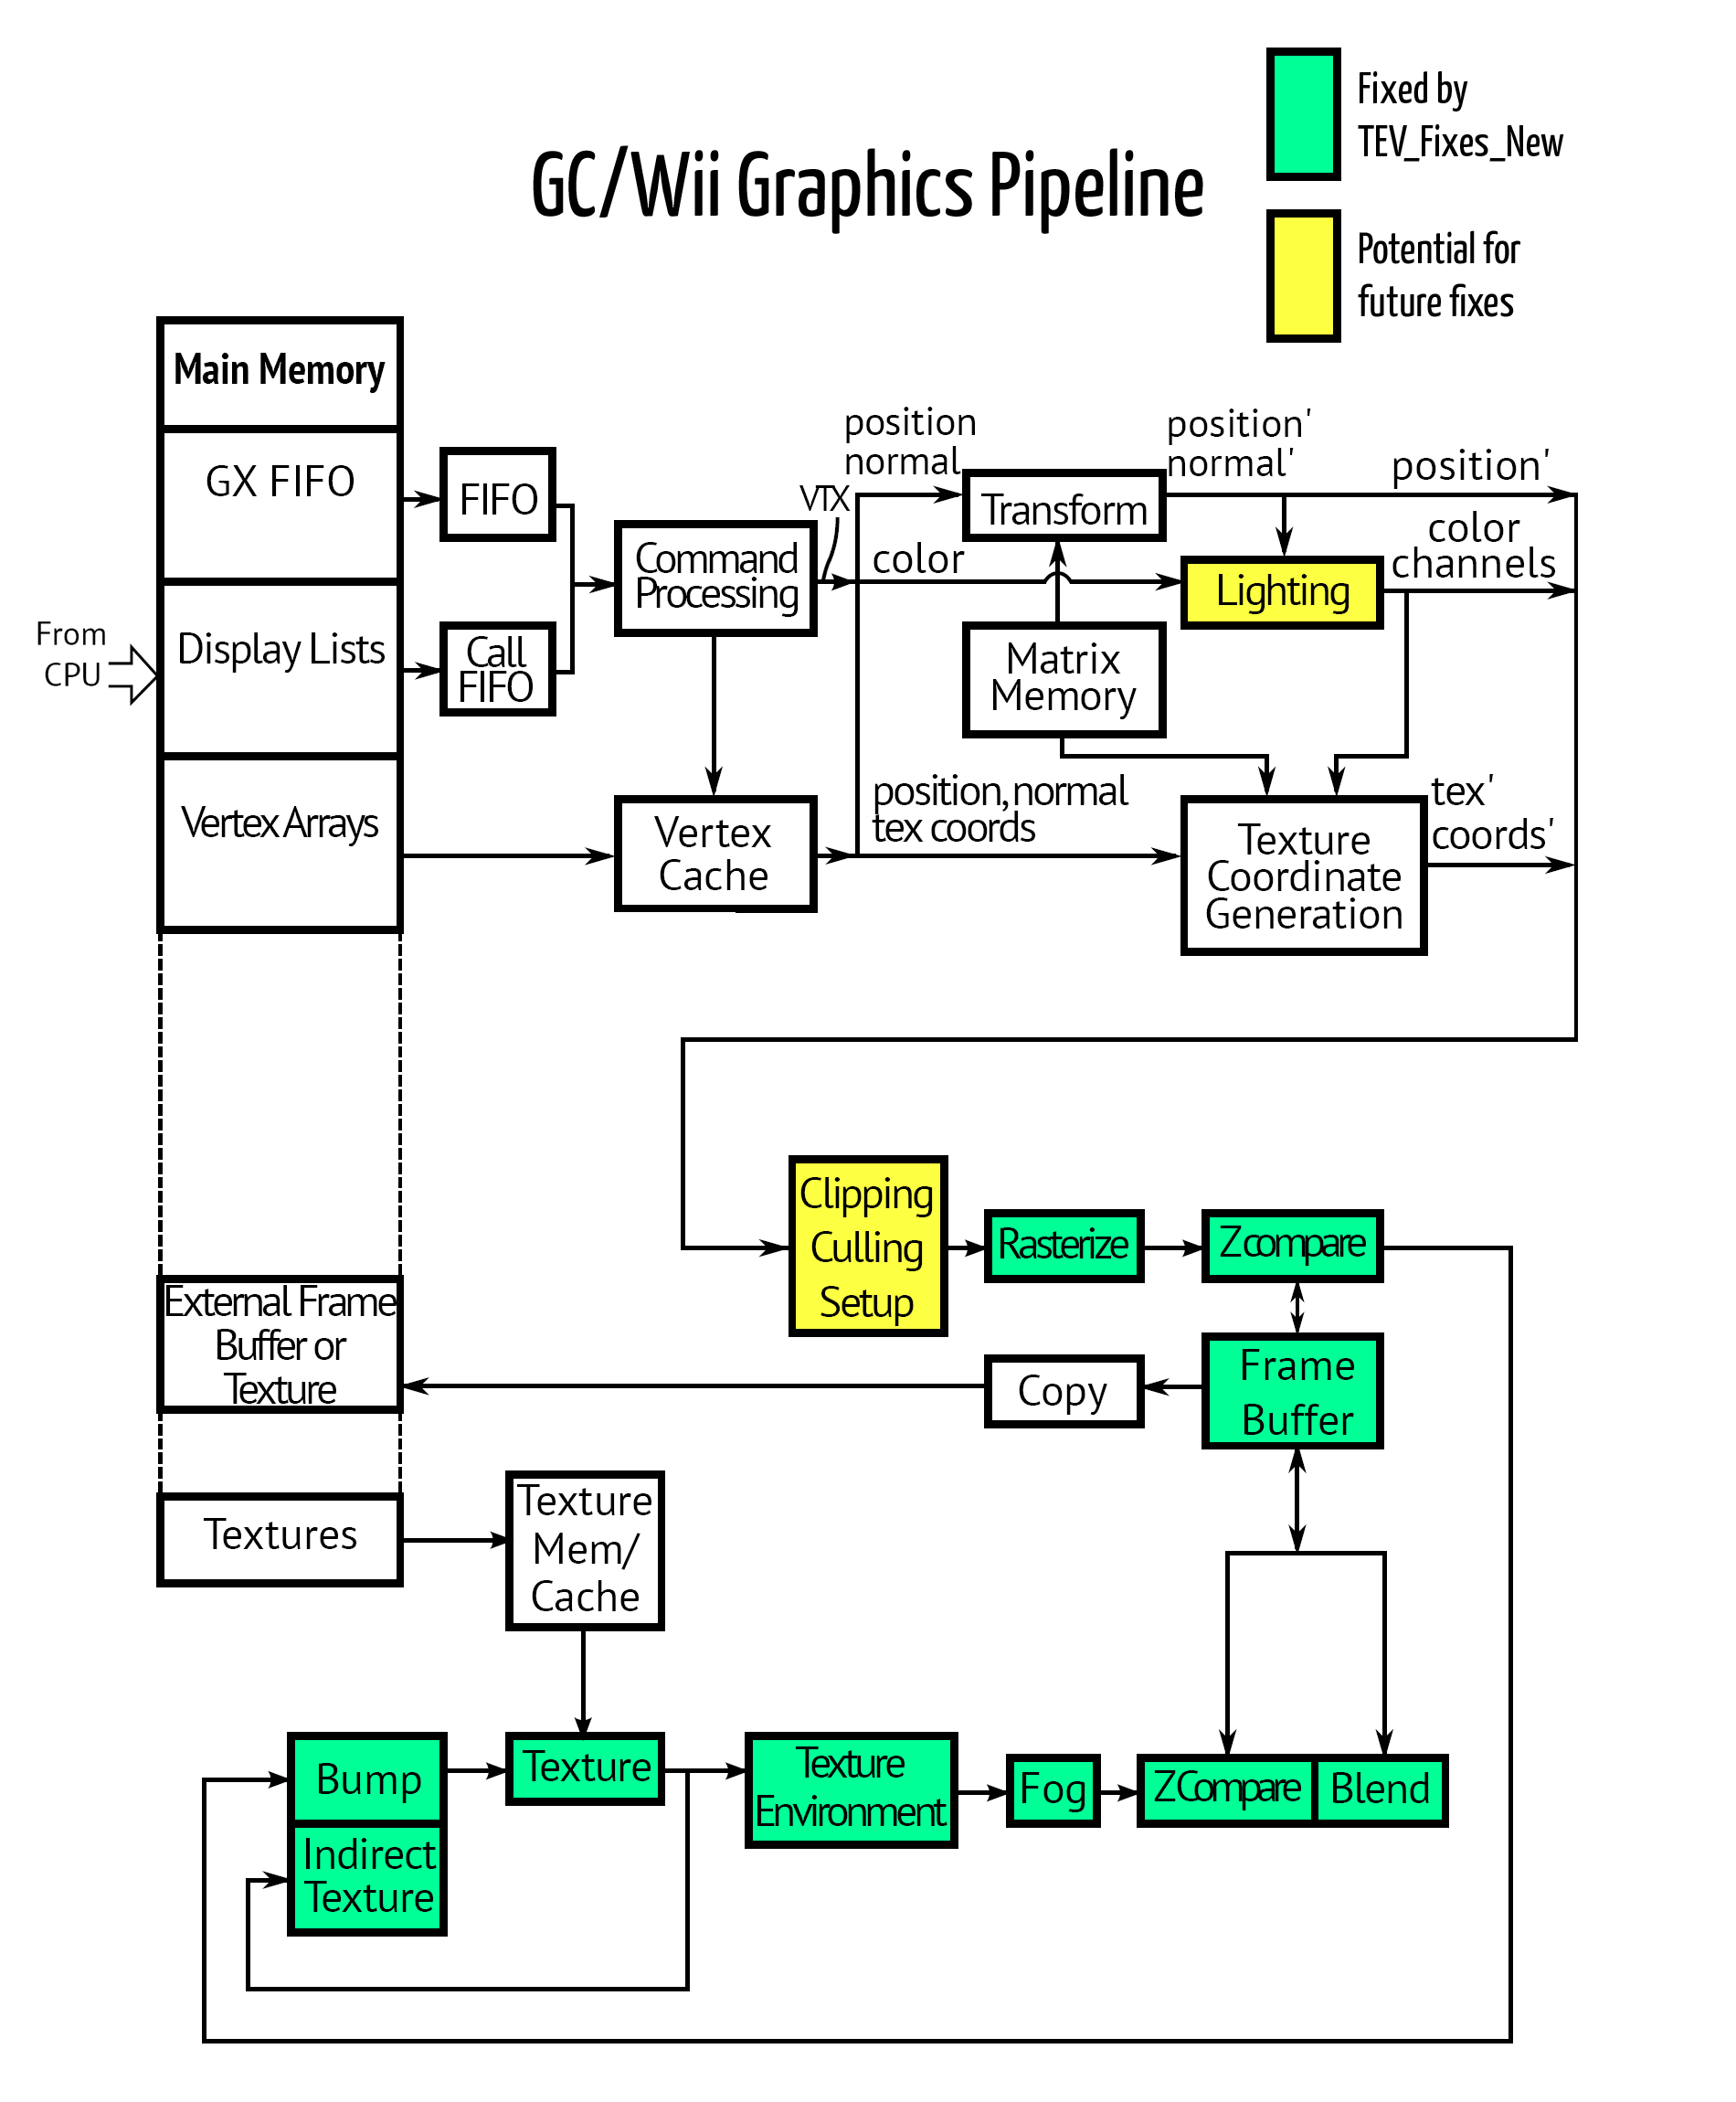 Fixed by
TEV_Fixes_New
GC/Wii Graphics Pipeline
Potential for
future fixes
Main Memory
GX FIFO
Display Lists
Vertex Arrays
From
CPU
FIFO
Call
FIFO
Command
Processing
VTX
position
normal
color
Transform
position'
normal'
position'
color
channels
Lighting
Matrix
Memory
Vertex
Cache
position, normal
tex coords
Texture
Coordinate
Generation
tex'
coords'
Clipping
Culling
Setup
Rasterize
Z compare
External Frame
Buffer or
Texture
Copy
Frame
Buffer
Textures
Texture
Mem/
Cache
Bump
Indirect
Texture
Texture
Texture
Environment
Fog
ZCompare
Blend